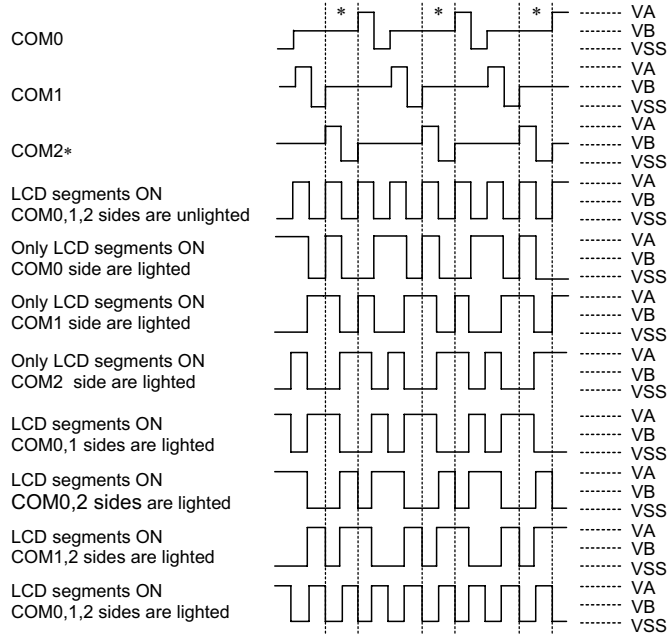 * * *
COM0
VA
VB
VSS
COM1
VA
VB
VSS
COM2*
VA
VB
VSS
LCD segments ON
COM0,1,2 sides are unlighted
VA
VB
VSS
Only LCD segments ON
COM0 side are lighted
VA
VB
VSS
Only LCD segments ON
COM1 side are lighted
VA
VB
VSS
Only LCD segments ON
COM2 side are lighted
VA
VB
VSS
LCD segments ON
COM0,1 sides are lighted
VA
VB
VSS
LCD segments ON
COM0,2 sides are lighted
VA
VB
VSS
LCD segments ON
COM1,2 sides are lighted
VA
VB
VSS
LCD segments ON
COM0,1,2 sides are lighted
VA
VB
VSS